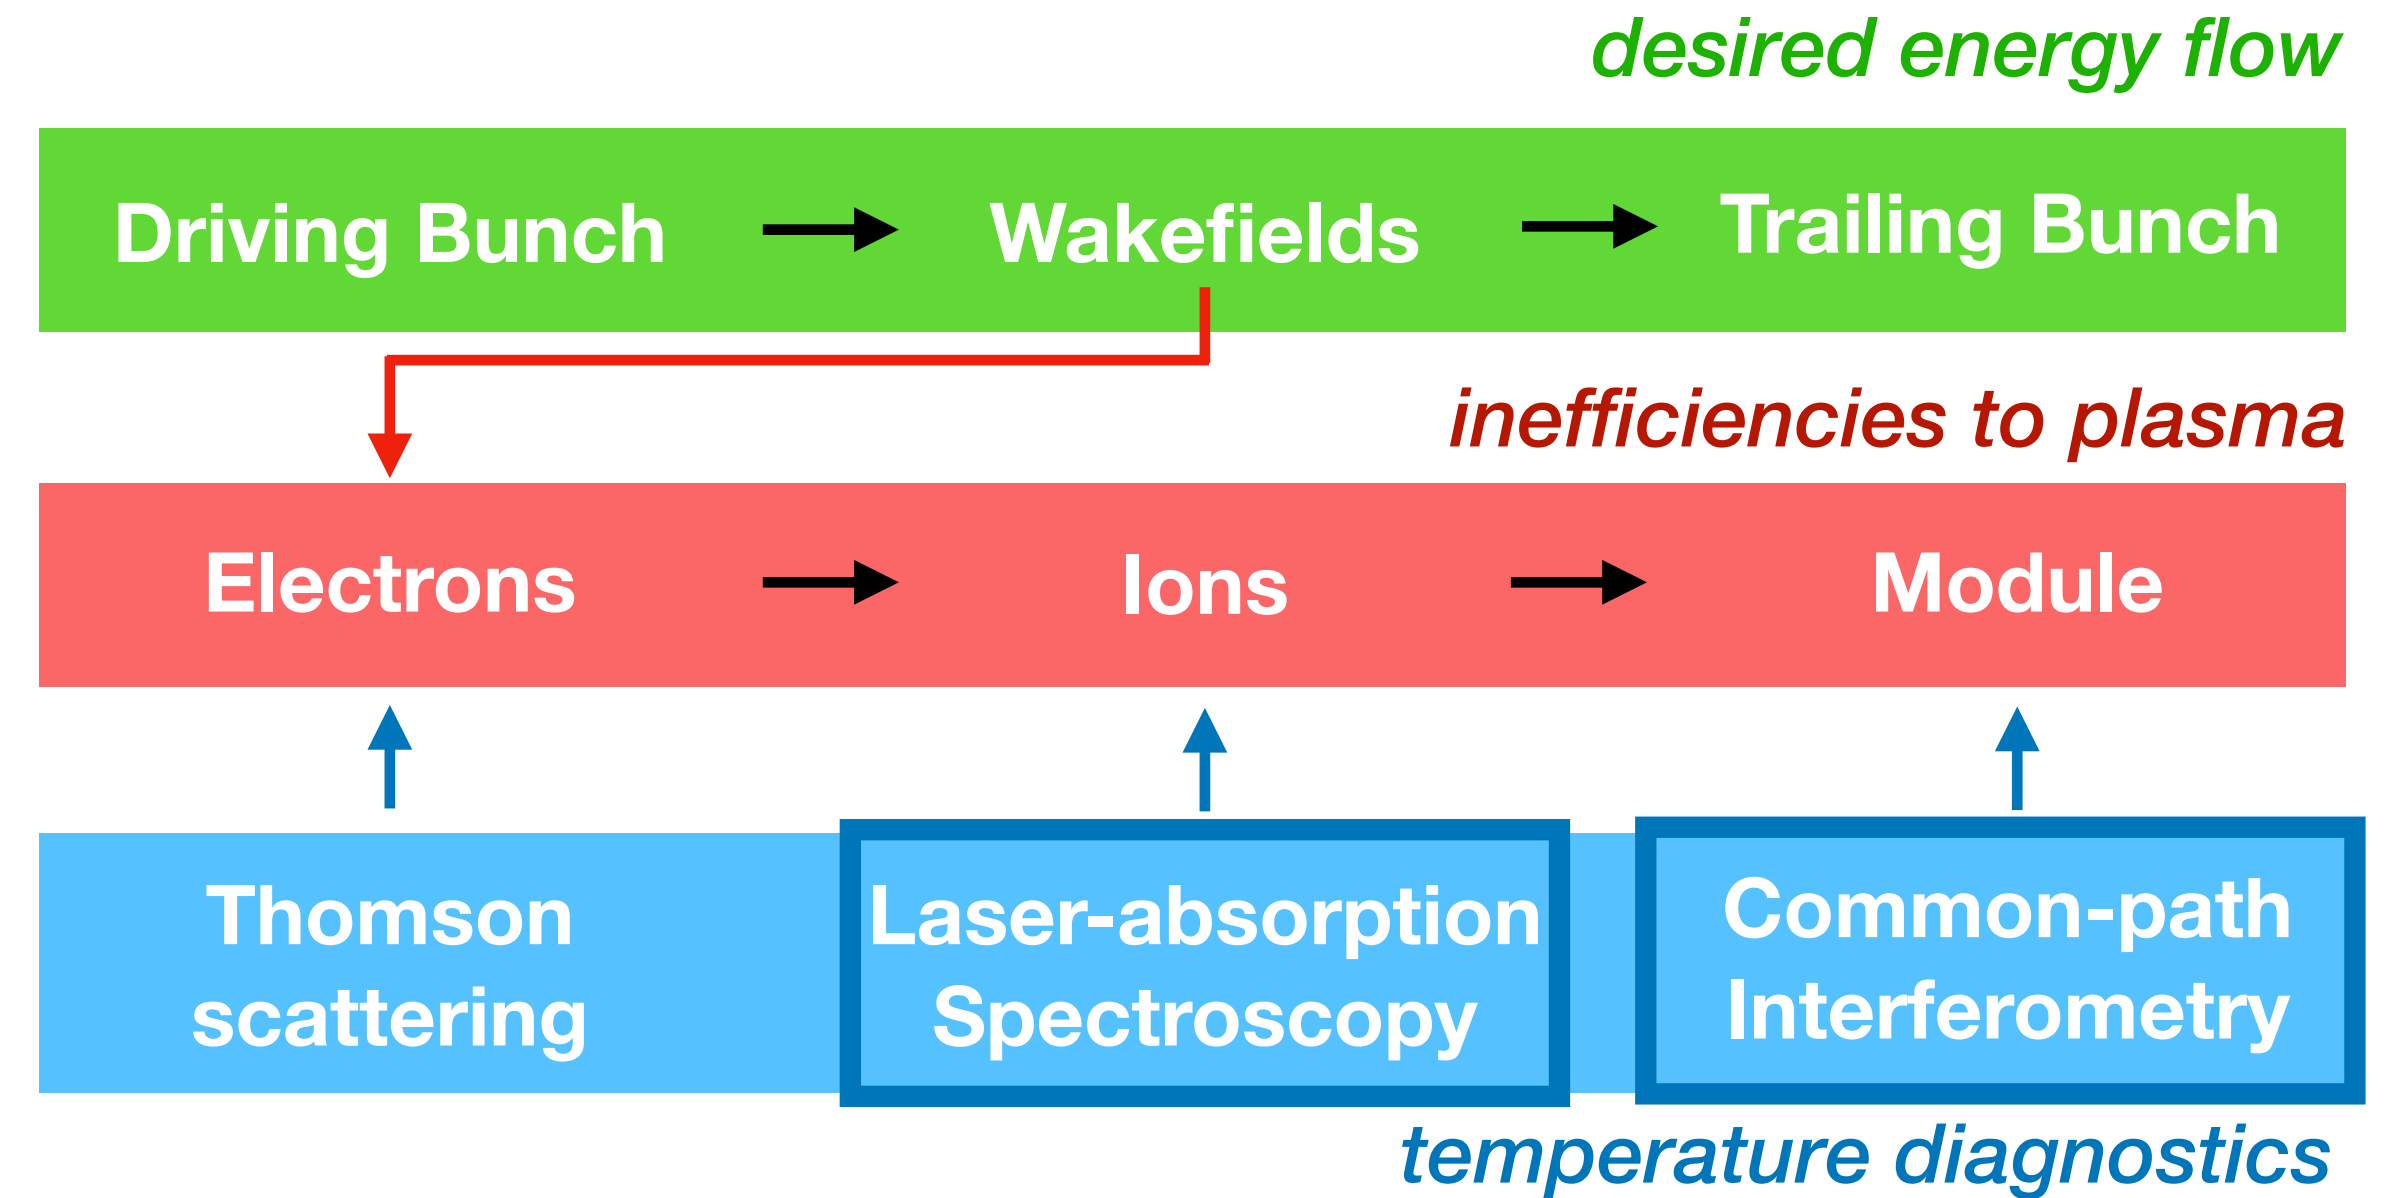 desired energy flow
Driving Bunch Wakefields Trailing Bunch
inefficiencies to plasma
Electrons Ions Module
Thomson
scattering
Laser-absorption
Spectroscopy
Common-path
Interferometry
temperature diagnostics